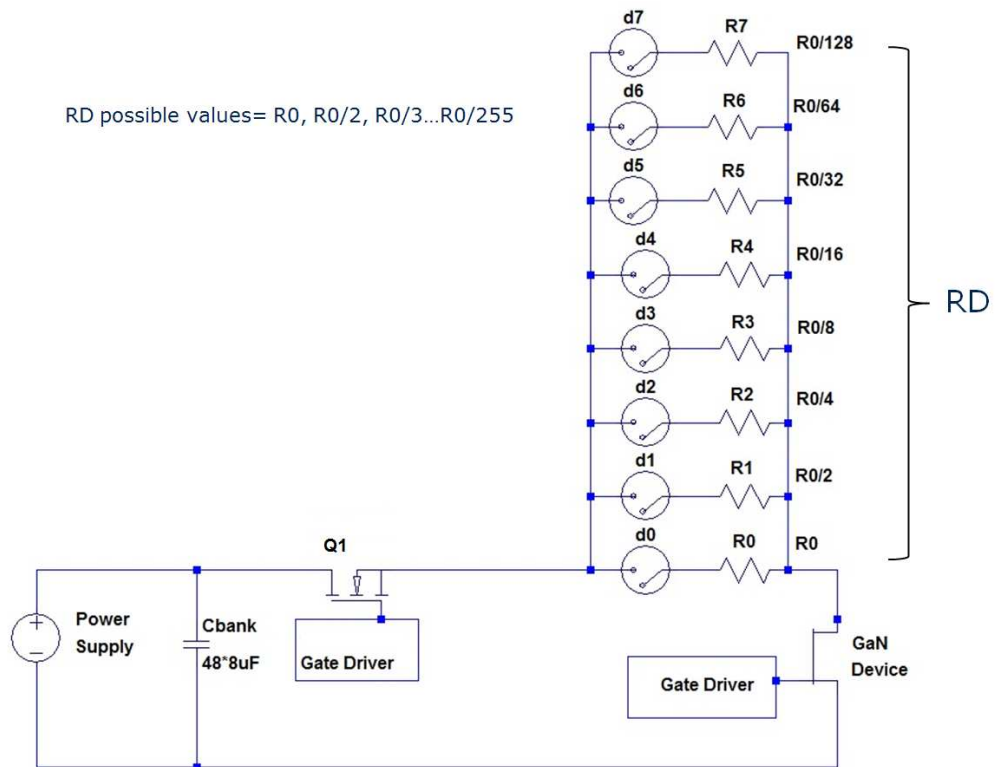 d7
R7
R0/128
RD possible values= R0, R0/2, R0/3...R0/255
d6
R6
R0/64
d5
R5
R0/32
d4
R4
R0/16
d3
R3
R0/8
RD
d2
R2
R0/4
d1
R1
R0/2
d0
R0
R0
Q1
+
Power
Supply
Cbank
48*8uF
Gate Driver
Gate Driver
GaN
Device